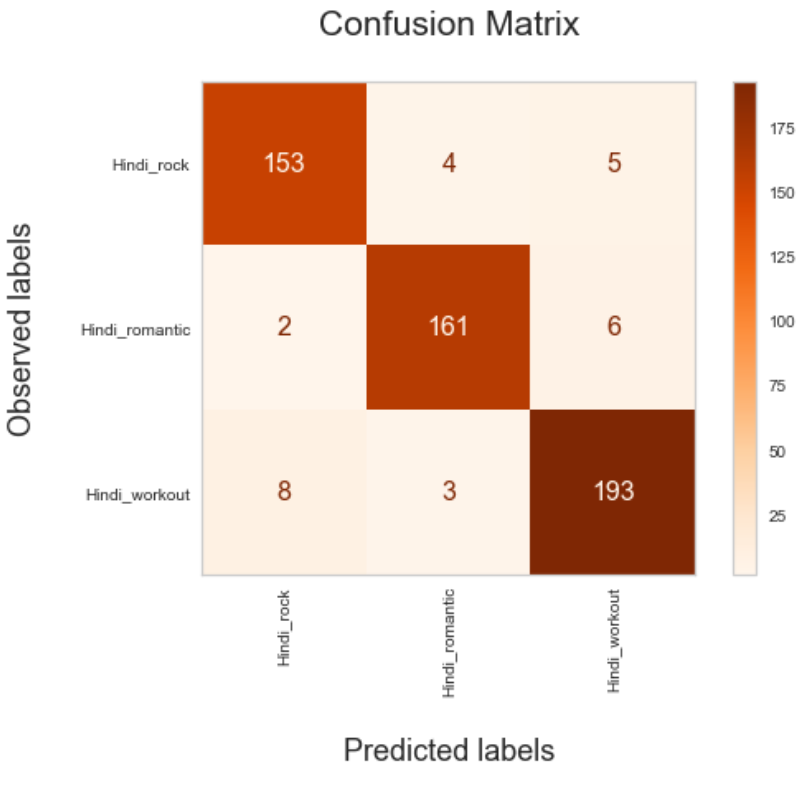 Confusion Matrix
Observed labels
Hindi_rock
153 4 5
Hindi_romantic
2 161 6
Hindi_workout
8 3 193
Hindi_rock
Hindi_romantic
Hindi_workout
Predicted labels
175
150
125
100
75
50
25